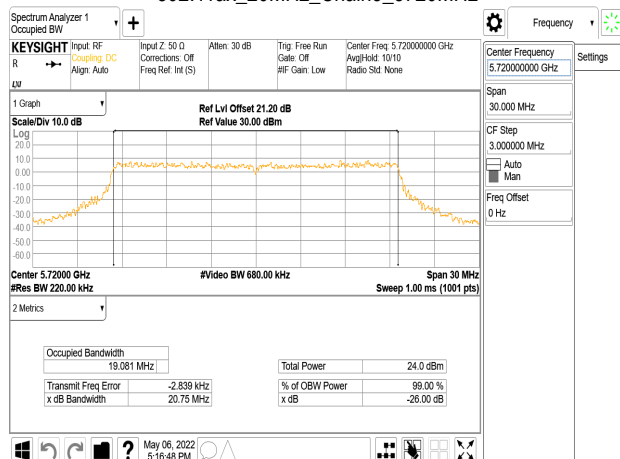 Spectrum Analyzer 1
Occupied BW
Frequency
KEYSIGHT
R
LXI
Input: RF
Coupling: DC
Align: Auto
Input Z: 50 Ω
Corrections: Off
Freq Ref: Int (S)
Atten: 30 dB
Trig: Free Run
Gate: Off
#IF Gain: Low
Center Freq: 5.720000000 GHz
Avg|Hold: 10/10
Radio Std: None
Center Frequency
5.720000000 GHz
Settings
Span
30.000 MHz
CF Step
3.000000 MHz
Auto
Man
Freq Offset
0 Hz
1 Graph
Scale/Div 10.0 dB
Ref Lvl Offset 21.20 dB
Ref Value 30.00 dBm
Log
20.0
10.0
0.00
-10.0
-20.0
-30.0
-40.0
-50.0
-60.0
Center 5.72000 GHz
#Res BW 220.00 kHz
#Video BW 680.00 kHz
Span 30 MHz
Sweep 1.00 ms (1001 pts)
2 Metrics
Occupied Bandwidth
19.081 MHz
Total Power 24.0 dBm
Transmit Freq Error -2.839 kHz
% of OBW Power 99.00 %
x dB Bandwidth 20.75 MHz
x dB -26.00 dB
?
May 06, 2022
5:16:48 PM